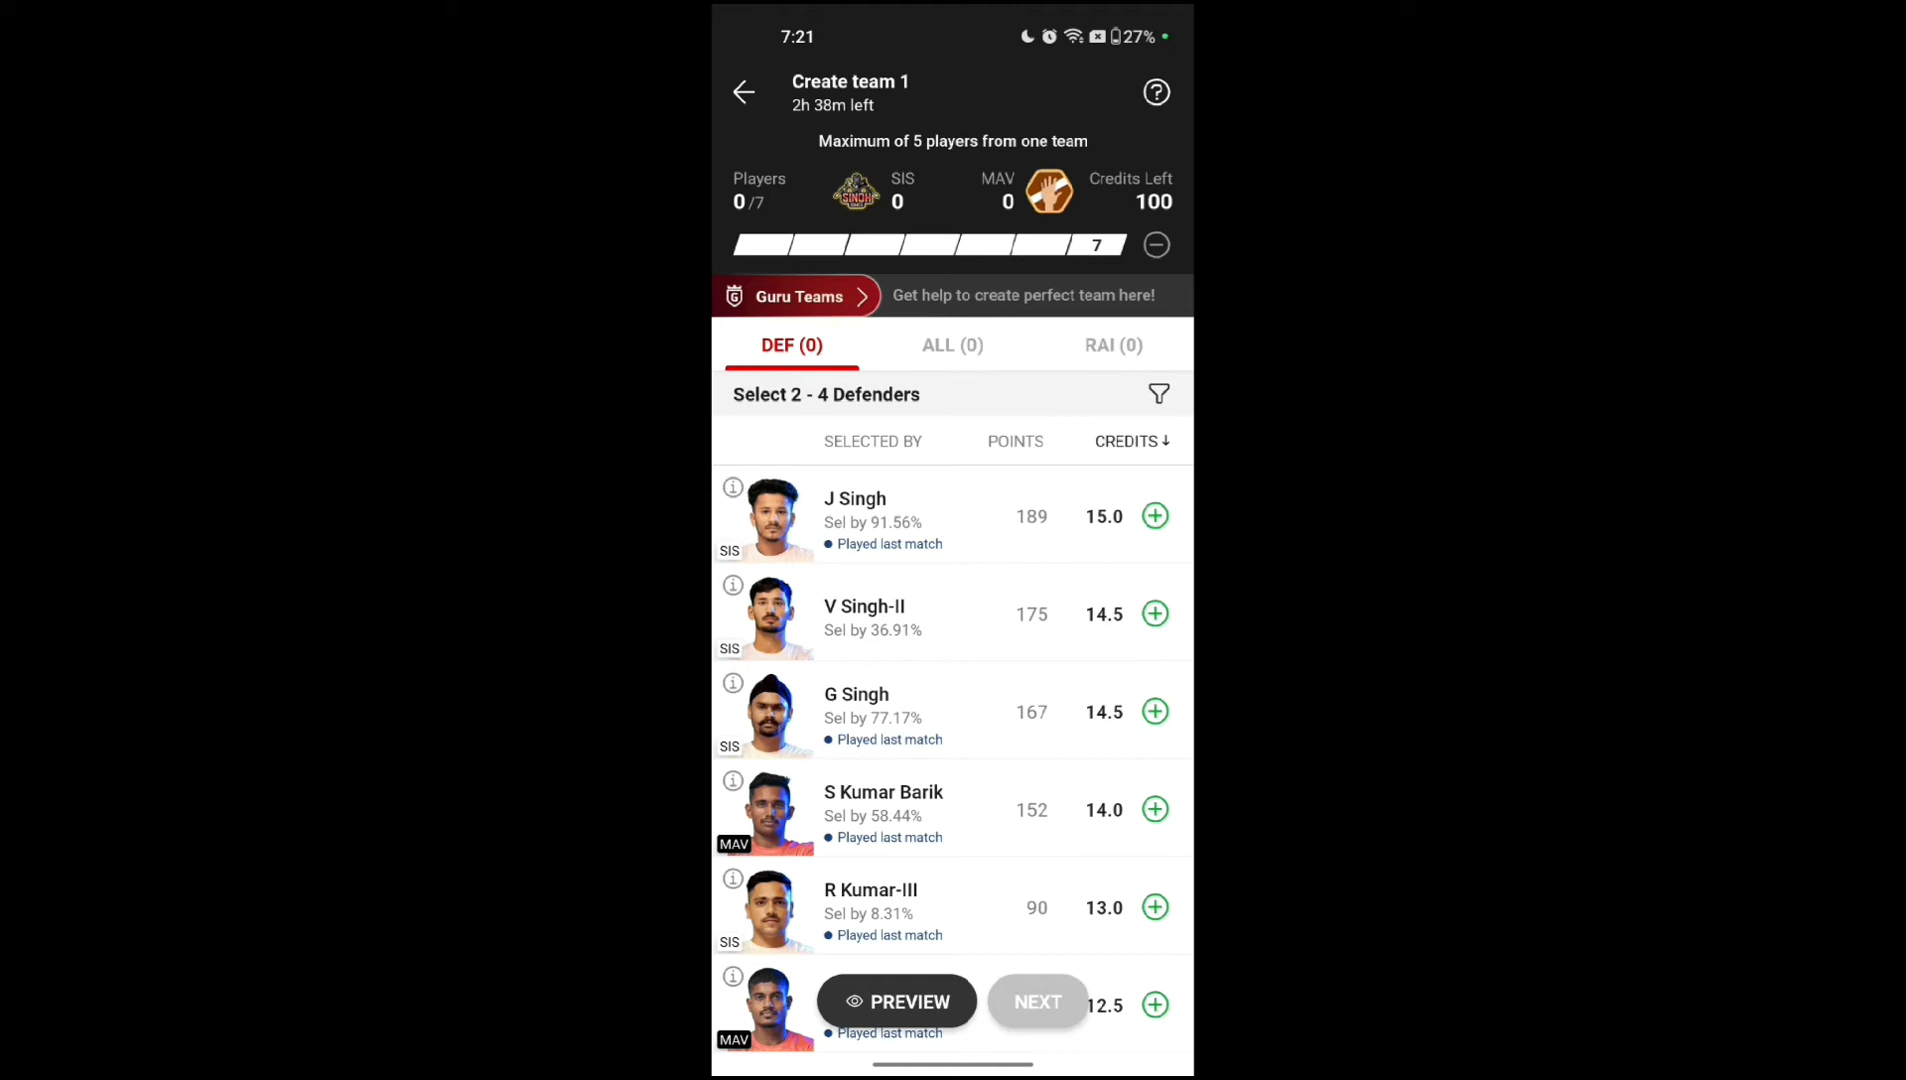 7:21
27%
Create team 1
2h 38m left
Maximum of 5 players from one team
Players SIS MAV Credits Left
0/7 SINDH 0 0 100
7
Guru Teams Get help to create perfect team here!
DEF (0) ALL (0) RAI (0)
Select 2 - 4 Defenders
SELECTED BY POINTS CREDITS↓
J Singh
Sel by 91.56% 189 15.0
Played last match
SIS
V Singh-II
Sel by 36.91% 175 14.5
SIS
G Singh
Sel by 77.17% 167 14.5
Played last match
SIS
S Kumar Barik
Sel by 58.44% 152 14.0
Played last match
MAV
R Kumar-III
Sel by 8.31% 90 13.0
Played last match
SIS
PREVIEW NEXT 12.5
Played last match
MAV